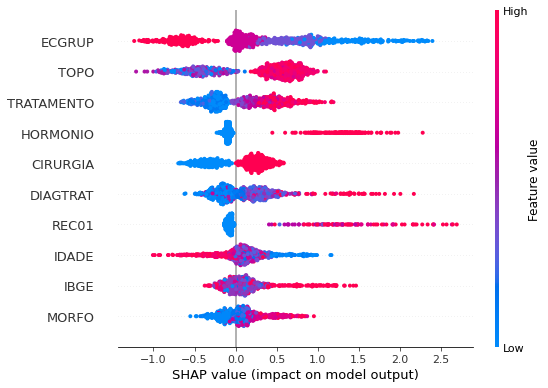 High
ECGRUP
TOPO
TRATAMENTO
HORMONIO
CIRURGIA
DIAGTRAT
REC01
IDADE
IBGE
MORFO
Feature value
Low
−1.0 −0.5 0.0 0.5 1.0 1.5 2.0 2.5
SHAP value (impact on model output)